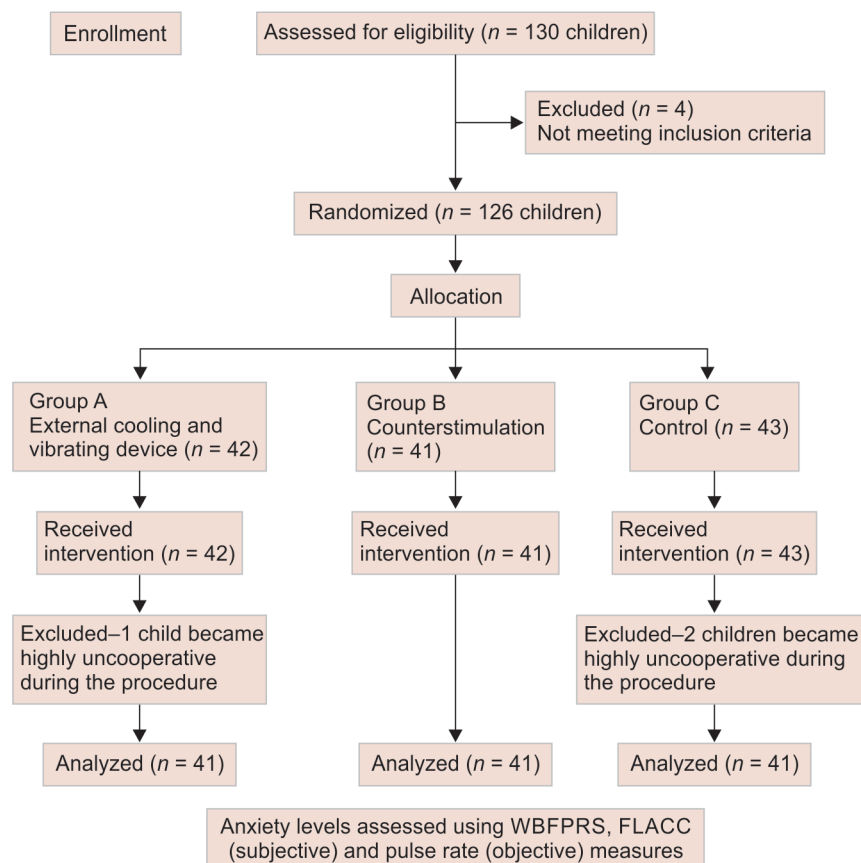 Enrollment
Assessed for eligibility (n = 130 children)
Excluded (n = 4)
Not meeting inclusion criteria
Randomized (n = 126 children)
Allocation
Group A
External cooling and
vibrating device (n = 42)
Group B
Counterstimulation
(n = 41)
Group C
Control (n = 43)
Received
intervention (n = 42)
Received
intervention (n = 41)
Received
intervention (n = 43)
Excluded–1 child became
highly uncooperative
during the procedure
Excluded–2 children became
highly uncooperative during
the procedure
Analyzed (n = 41)
Analyzed (n = 41)
Analyzed (n = 41)
Anxiety levels assessed using WBFPRS, FLACC
(subjective) and pulse rate (objective) measures